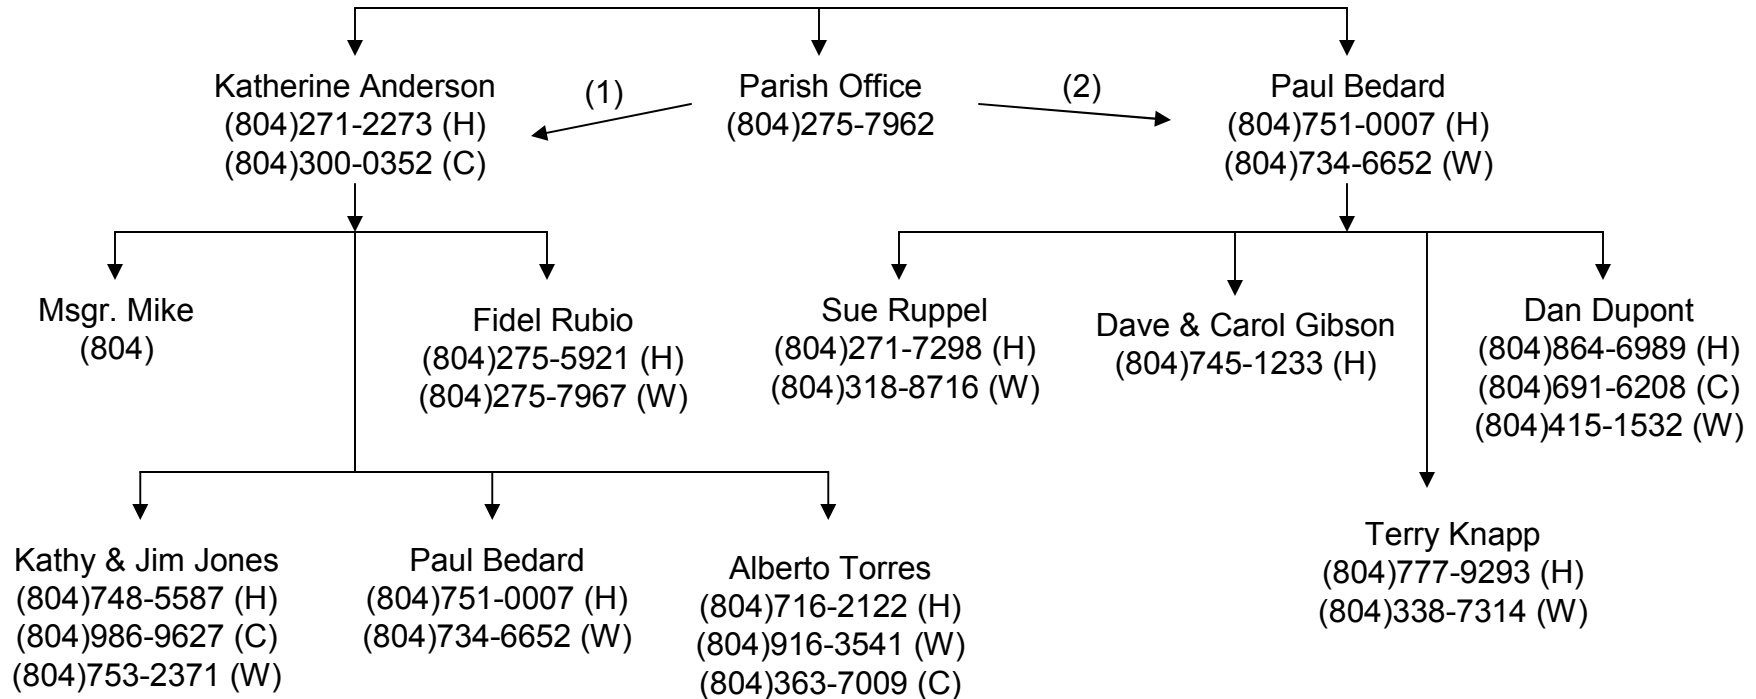 Katherine Anderson
(804)271-2273 (H)
(804)300-0352 (C)
(1)
Parish Office
(804)275-7962
(2)
Paul Bedard
(804)751-0007 (H)
(804)734-6652 (W)
Msgr. Mike
(804)
Fidel Rubio
(804)275-5921 (H)
(804)275-7967 (W)
Sue Ruppel
(804)271-7298 (H)
(804)318-8716 (W)
Dave & Carol Gibson
(804)745-1233 (H)
Dan Dupont
(804)864-6989 (H)
(804)691-6208 (C)
(804)415-1532 (W)
Kathy & Jim Jones
(804)748-5587 (H)
(804)986-9627 (C)
(804)753-2371 (W)
Paul Bedard
(804)751-0007 (H)
(804)734-6652 (W)
Alberto Torres
(804)716-2122 (H)
(804)916-3541 (W)
(804)363-7009 (C)
Terry Knapp
(804)777-9293 (H)
(804)338-7314 (W)